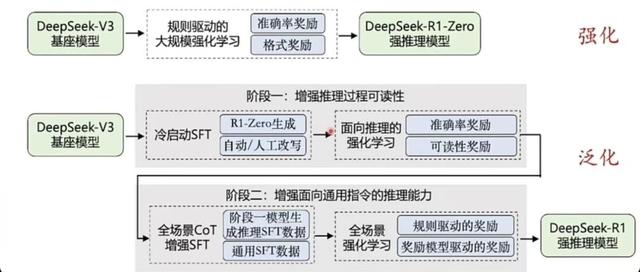 DeepSeek-V3
基座模型
规则驱动的
大规模强化学习
准确率奖励
格式奖励
DeepSeek-R1-Zero
强推理模型
强化
阶段一：增强推理过程可读性
DeepSeek-V3
基座模型
冷启动SFT
R1-Zero生成
自动/人工改写
面向推理的
强化学习
准确率奖励
可读性奖励
泛化
阶段二：增强面向通用指令的推理能力
全场景CoT
增强SFT
阶段一模型生
成推理SFT数据
通用SFT数据
全场景
强化学习
规则驱动的奖励
奖励模型驱动的奖励
DeepSeek-R1
强推理模型